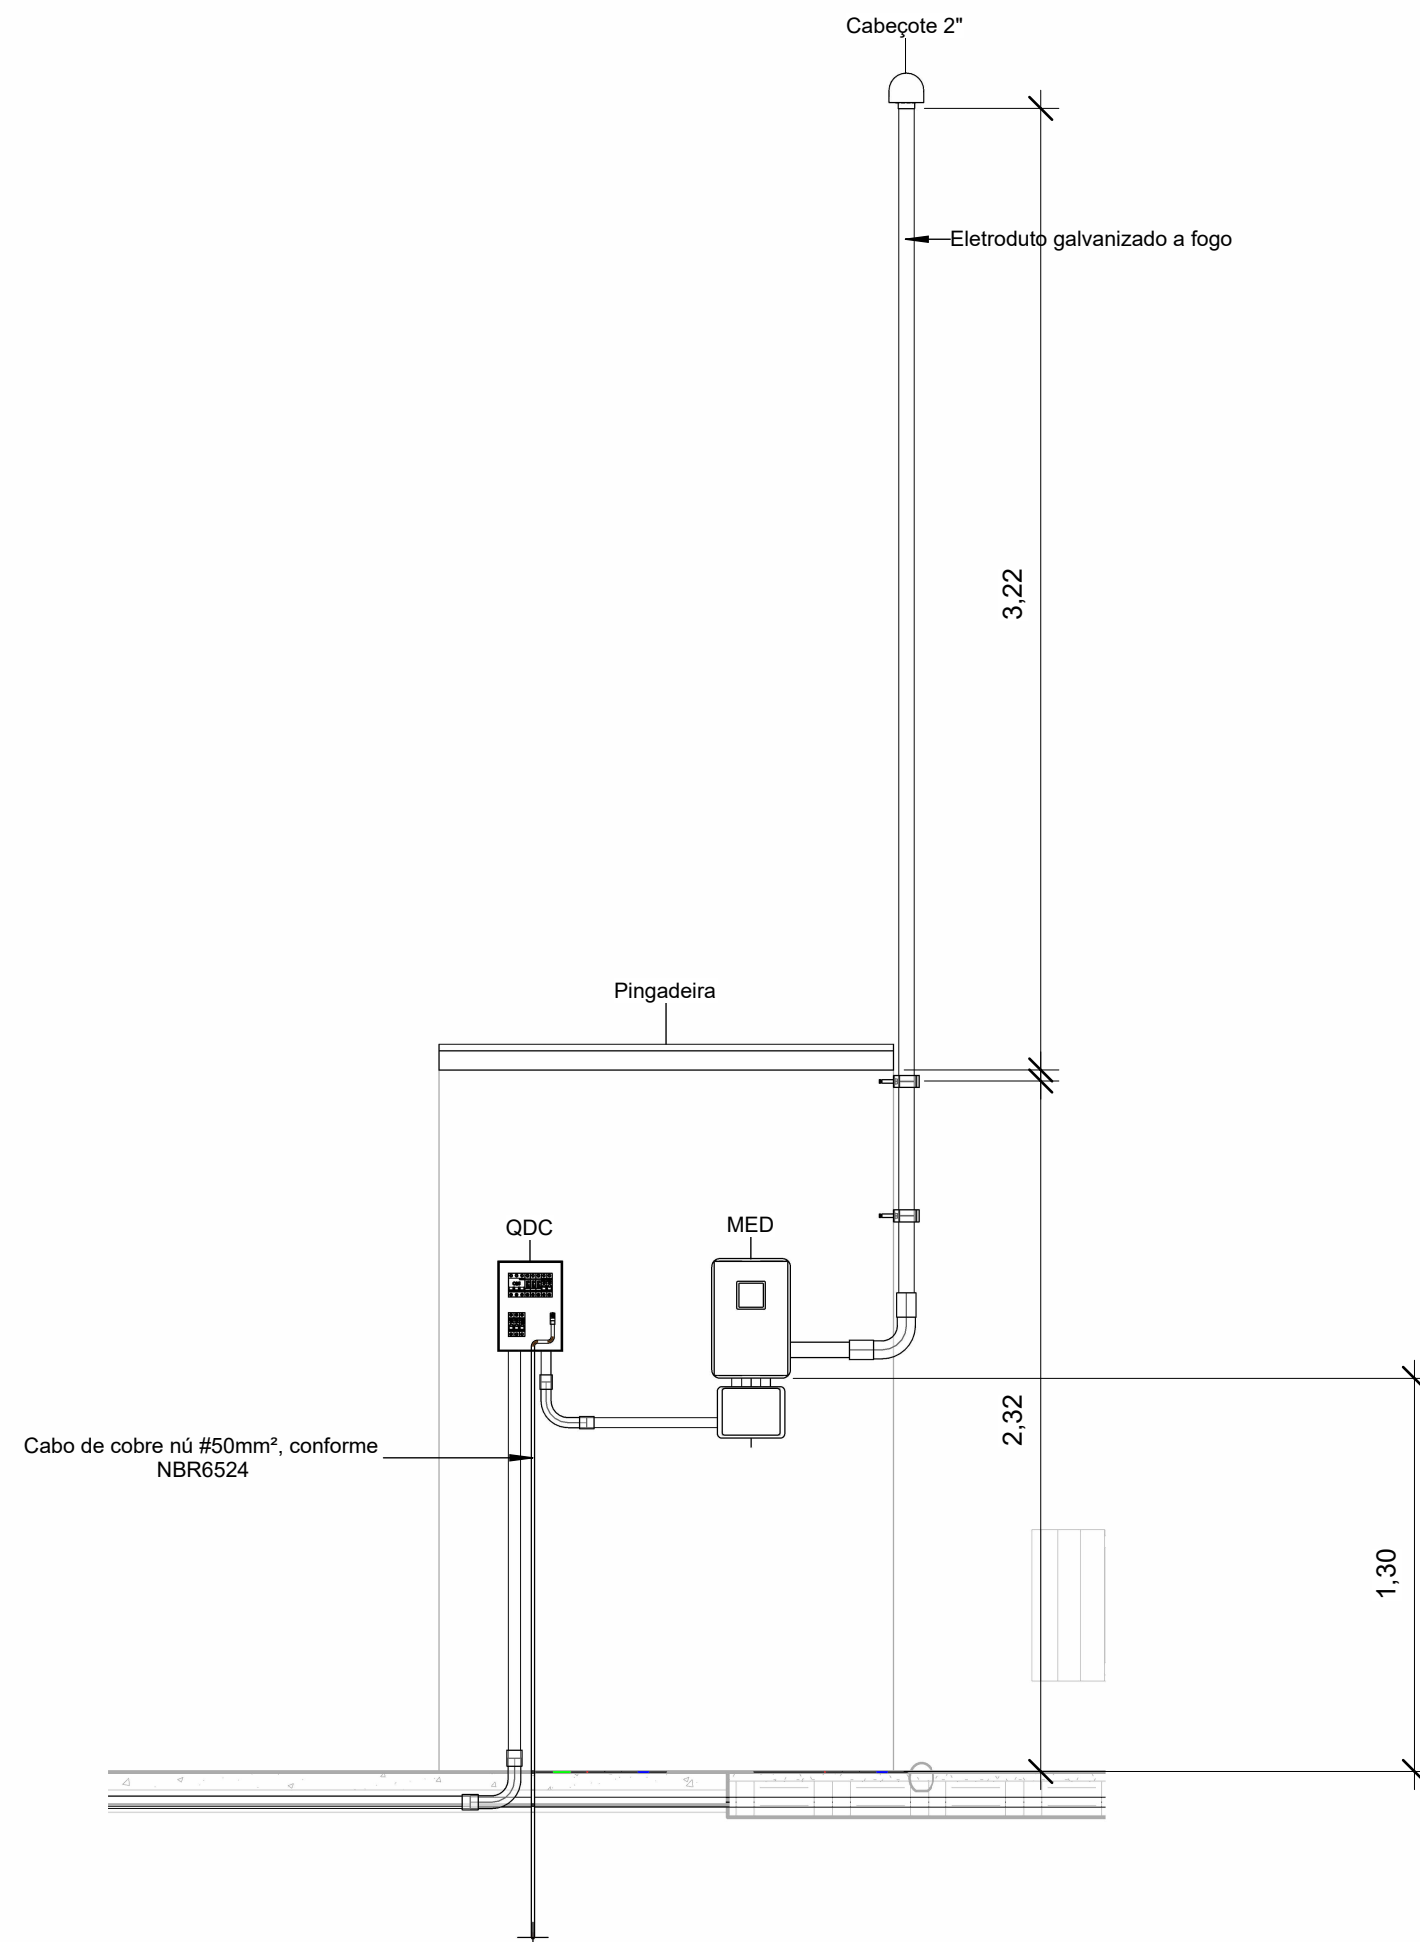 Cabeçote 2"
Eletroduto galvanizado a fogo
3,22
Pingadeira
QDC
MED
2,32
Cabo de cobre nú #50mm², conforme
NBR6524
1,30